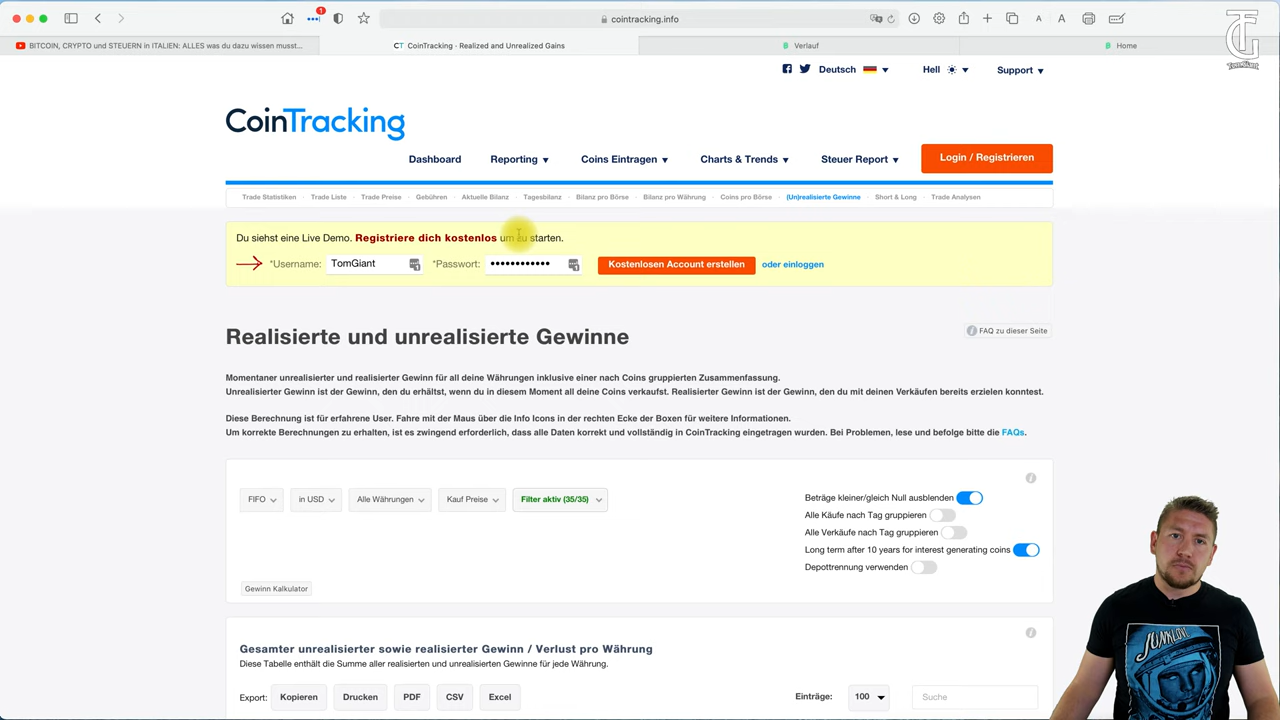 1
cointracking.info
A
A
BITCOIN, CRYPTO und STEUERN in ITALIEN: ALLES was du dazu wissen musst...
CT CoinTracking - Realized and Unrealized Gains
Verlauf
Home
TG
TomGiant
Deutsch
Hell
Support
CoinTracking
Dashboard
Reporting
Coins Eintragen
Charts & Trends
Steuer Report
Login / Registrieren
Trade Statistiken
Trade Liste
Trade Preise
Gebühren
Aktuelle Bilanz
Tagesbilanz
Bilanz pro Börse
Bilanz pro Währung
Coins pro Börse
(Un)realisierte Gewinne
Short & Long
Trade Analysen
Du siehst eine Live Demo. Registriere dich kostenlos um zu starten.
*Username: TomGiant *Passwort: •••••••••••• Kostenlosen Account erstellen oder einloggen
Realisierte und unrealisierte Gewinne
FAQ zu dieser Seite
Momentaner unrealisierter und realisierter Gewinn für all deine Währungen inklusive einer nach Coins gruppierten Zusammenfassung.
Unrealisierter Gewinn ist der Gewinn, den du erhältst, wenn du in diesem Moment all deine Coins verkaufst. Realisierter Gewinn ist der Gewinn, den du mit deinen Verkäufen bereits erzielen konntest.
Diese Berechnung ist für erfahrene User. Fahre mit der Maus über die Info Icons in der rechten Ecke der Boxen für weitere Informationen.
Um korrekte Berechnungen zu erhalten, ist es zwingend erforderlich, dass alle Daten korrekt und vollständig in CoinTracking eingetragen wurden. Bei Problemen, lese und befolge bitte die FAQs.
FIFO
in USD
Alle Währungen
Kauf Preise
Filter aktiv (35/35)
Beträge kleiner/gleich Null ausblenden
Alle Käufe nach Tag gruppieren
Alle Verkäufe nach Tag gruppieren
Long term after 10 years for interest generating coins
Depottrennung verwenden
Gewinn Kalkulator
Gesamter unrealisierter sowie realisierter Gewinn / Verlust pro Währung
Diese Tabelle enthält die Summe aller realisierten und unrealisierten Gewinne für jede Währung.
Export: Kopieren Drucken PDF CSV Excel
Einträge: 100
Suche